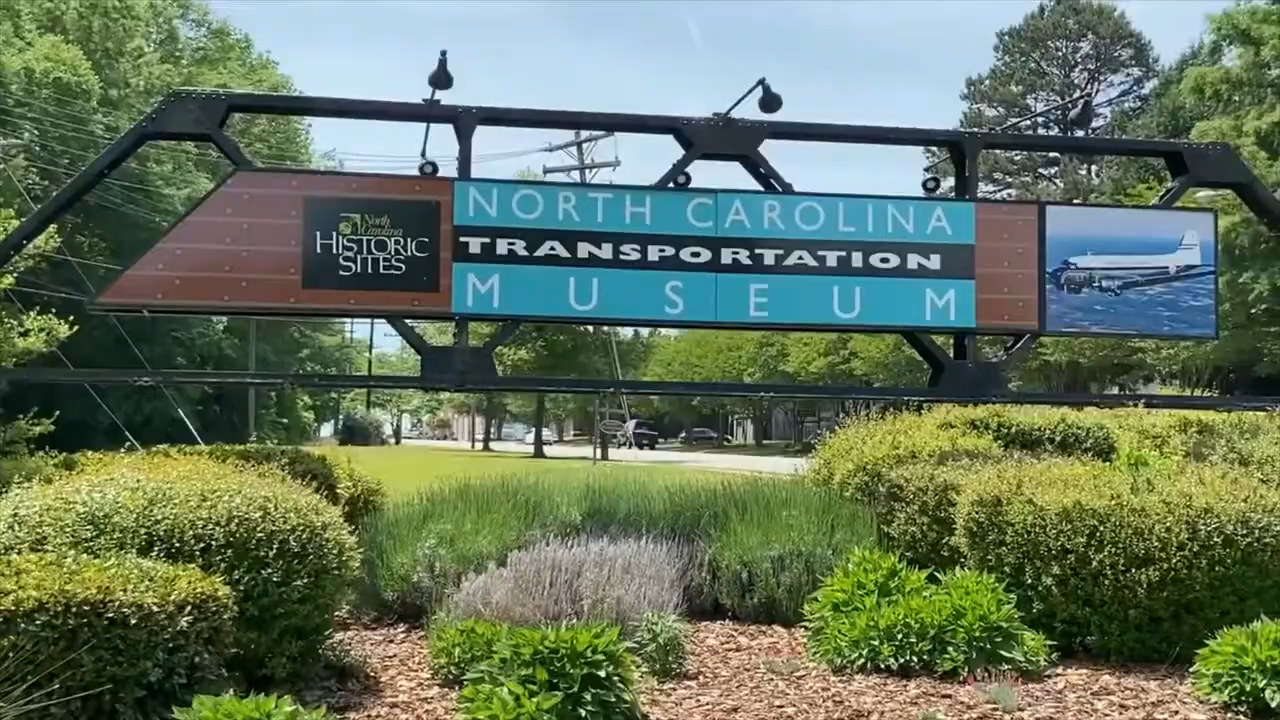 North
Carolina
HISTORIC
SITES
NORTH CAROLINA
TRANSPORTATION
MUSEUM